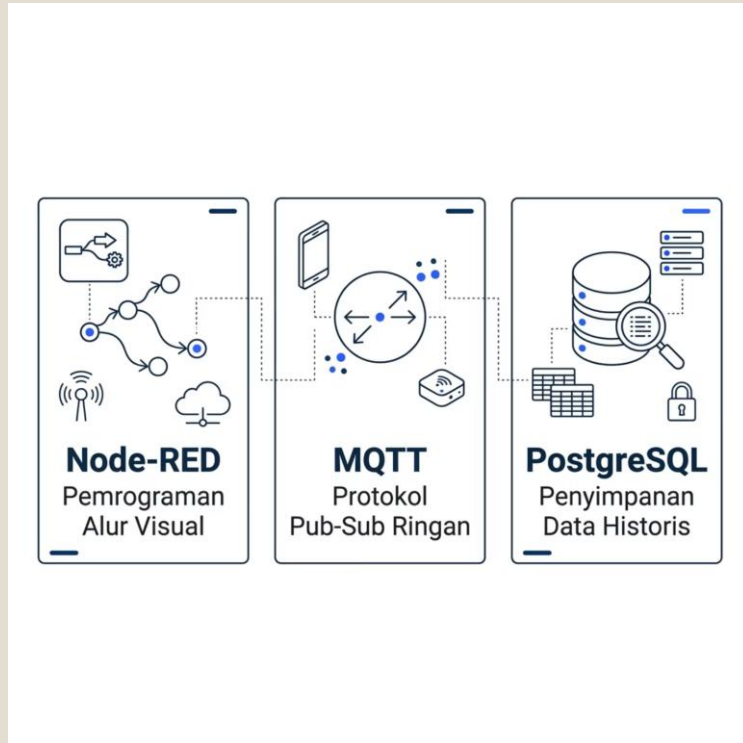 Node-RED
Pemrograman
Alur Visual
MQTT
Protokol
Pub-Sub Ringan
PostgreSQL
Penyimpanan
Data Historis